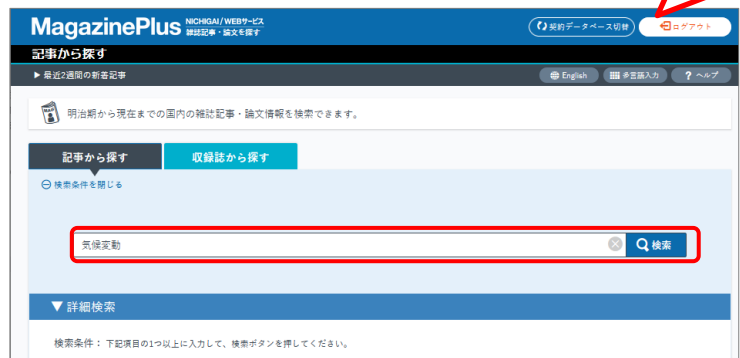 MagazinePlus NICHIGAI/WEBサービス
雑誌記事・論文を探す
契約データベース切替
ログアウト
記事から探す
▶ 最近2週間の新着記事
English
多言語入力
? ヘルプ
明治期から現在までの国内の雑誌記事・論文情報を検索できます。
記事から探す
収録誌から探す
検索条件を閉じる
気候変動
検索
▼ 詳細検索
検索条件： 下記項目の1つ以上に入力して、検索ボタンを押してください。